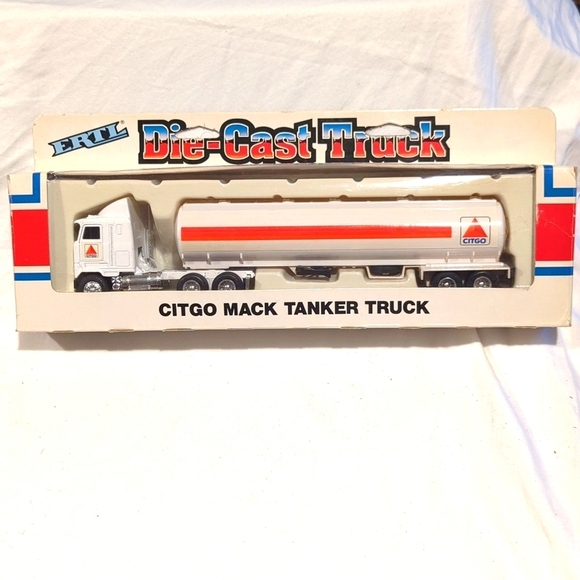 ERTL
Die-Cast Truck
CITGO
CITGO MACK TANKER TRUCK